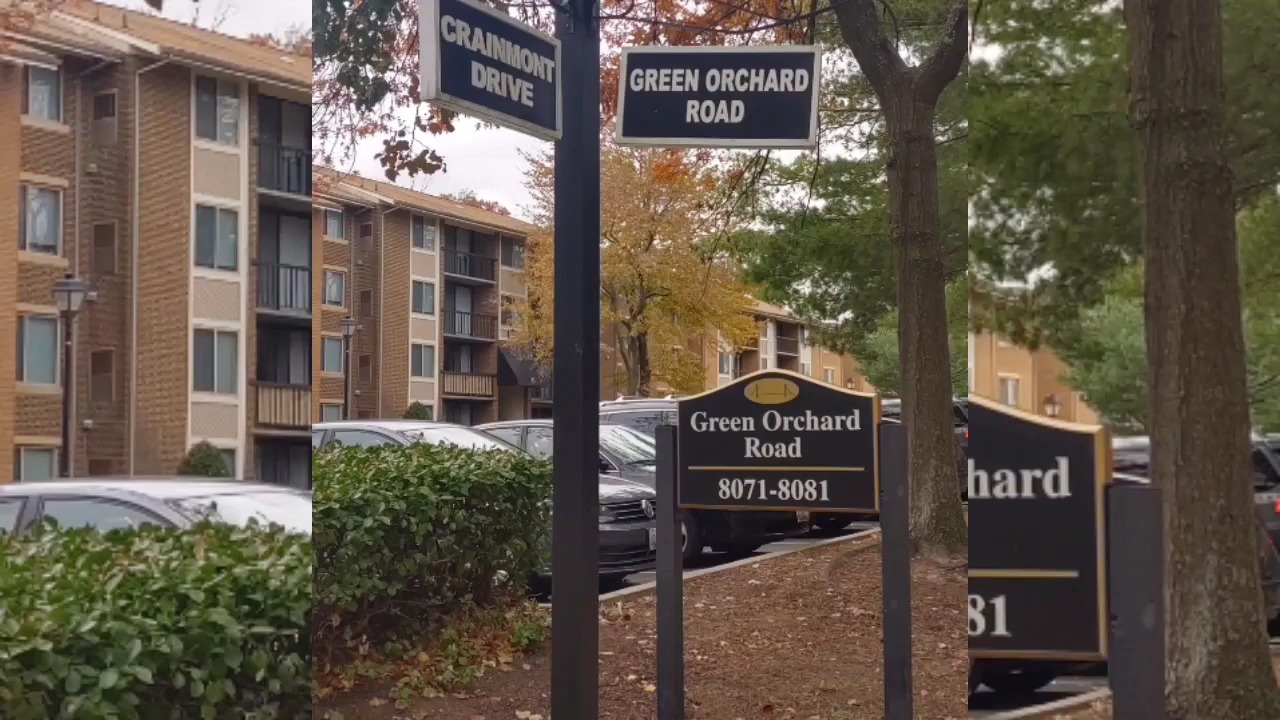 CRAINMONT
DRIVE
GREEN ORCHARD
ROAD
Green Orchard
Road
8071-8081
hard
81